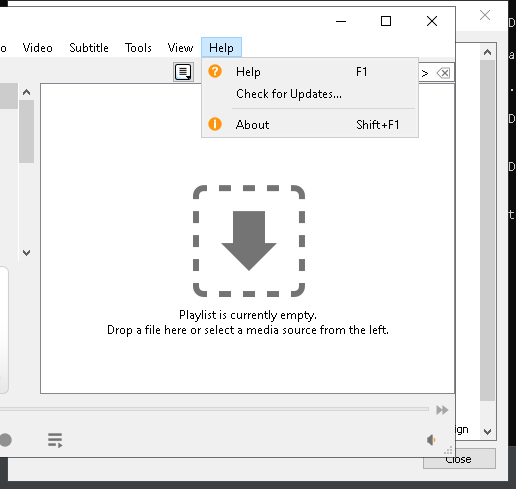 o Video Subtitle Tools View Help
Help F1
Check for Updates...
About Shift+F1
>
Playlist is currently empty.
Drop a file here or select a media source from the left.
gn
Close
D
a
.
D
D
t